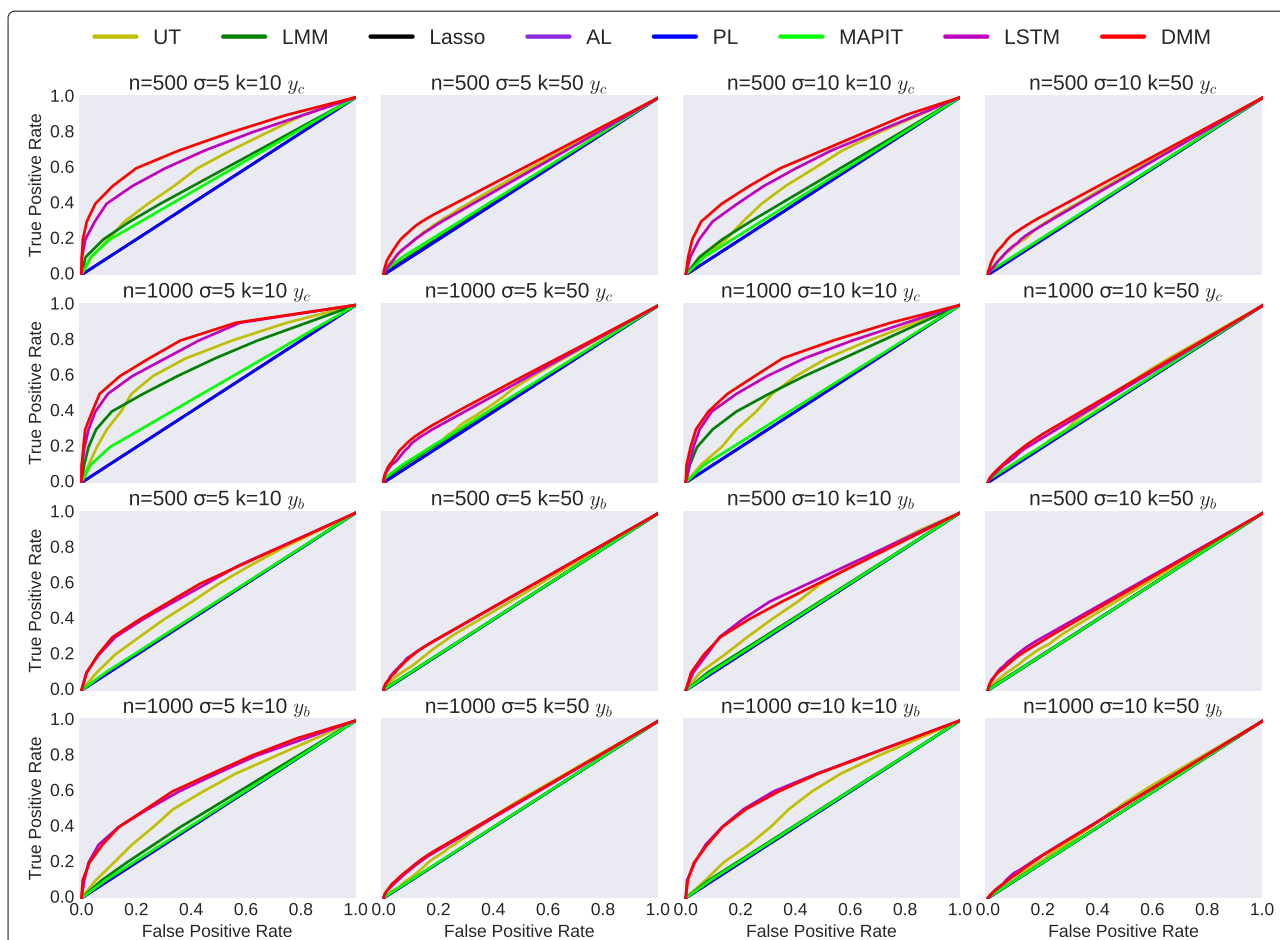 UT LMM Lasso AL PL MAPIT LSTM DMM
n=500 σ=5 k=10 y_c
n=500 σ=5 k=50 y_c
n=500 σ=10 k=10 y_c
n=500 σ=10 k=50 y_c
True Positive Rate
1.0
0.8
0.6
0.4
0.2
0.0
n=1000 σ=5 k=10 y_c
n=1000 σ=5 k=50 y_c
n=1000 σ=10 k=10 y_c
n=1000 σ=10 k=50 y_c
True Positive Rate
1.0
0.8
0.6
0.4
0.2
0.0
n=500 σ=5 k=10 y_b
n=500 σ=5 k=50 y_b
n=500 σ=10 k=10 y_b
n=500 σ=10 k=50 y_b
True Positive Rate
1.0
0.8
0.6
0.4
0.2
0.0
n=1000 σ=5 k=10 y_b
n=1000 σ=5 k=50 y_b
n=1000 σ=10 k=10 y_b
n=1000 σ=10 k=50 y_b
True Positive Rate
1.0
0.8
0.6
0.4
0.2
0.0
0.0 0.2 0.4 0.6 0.8 1.0
0.0 0.2 0.4 0.6 0.8 1.0
0.0 0.2 0.4 0.6 0.8 1.0
0.0 0.2 0.4 0.6 0.8 1.0
False Positive Rate
False Positive Rate
False Positive Rate
False Positive Rate